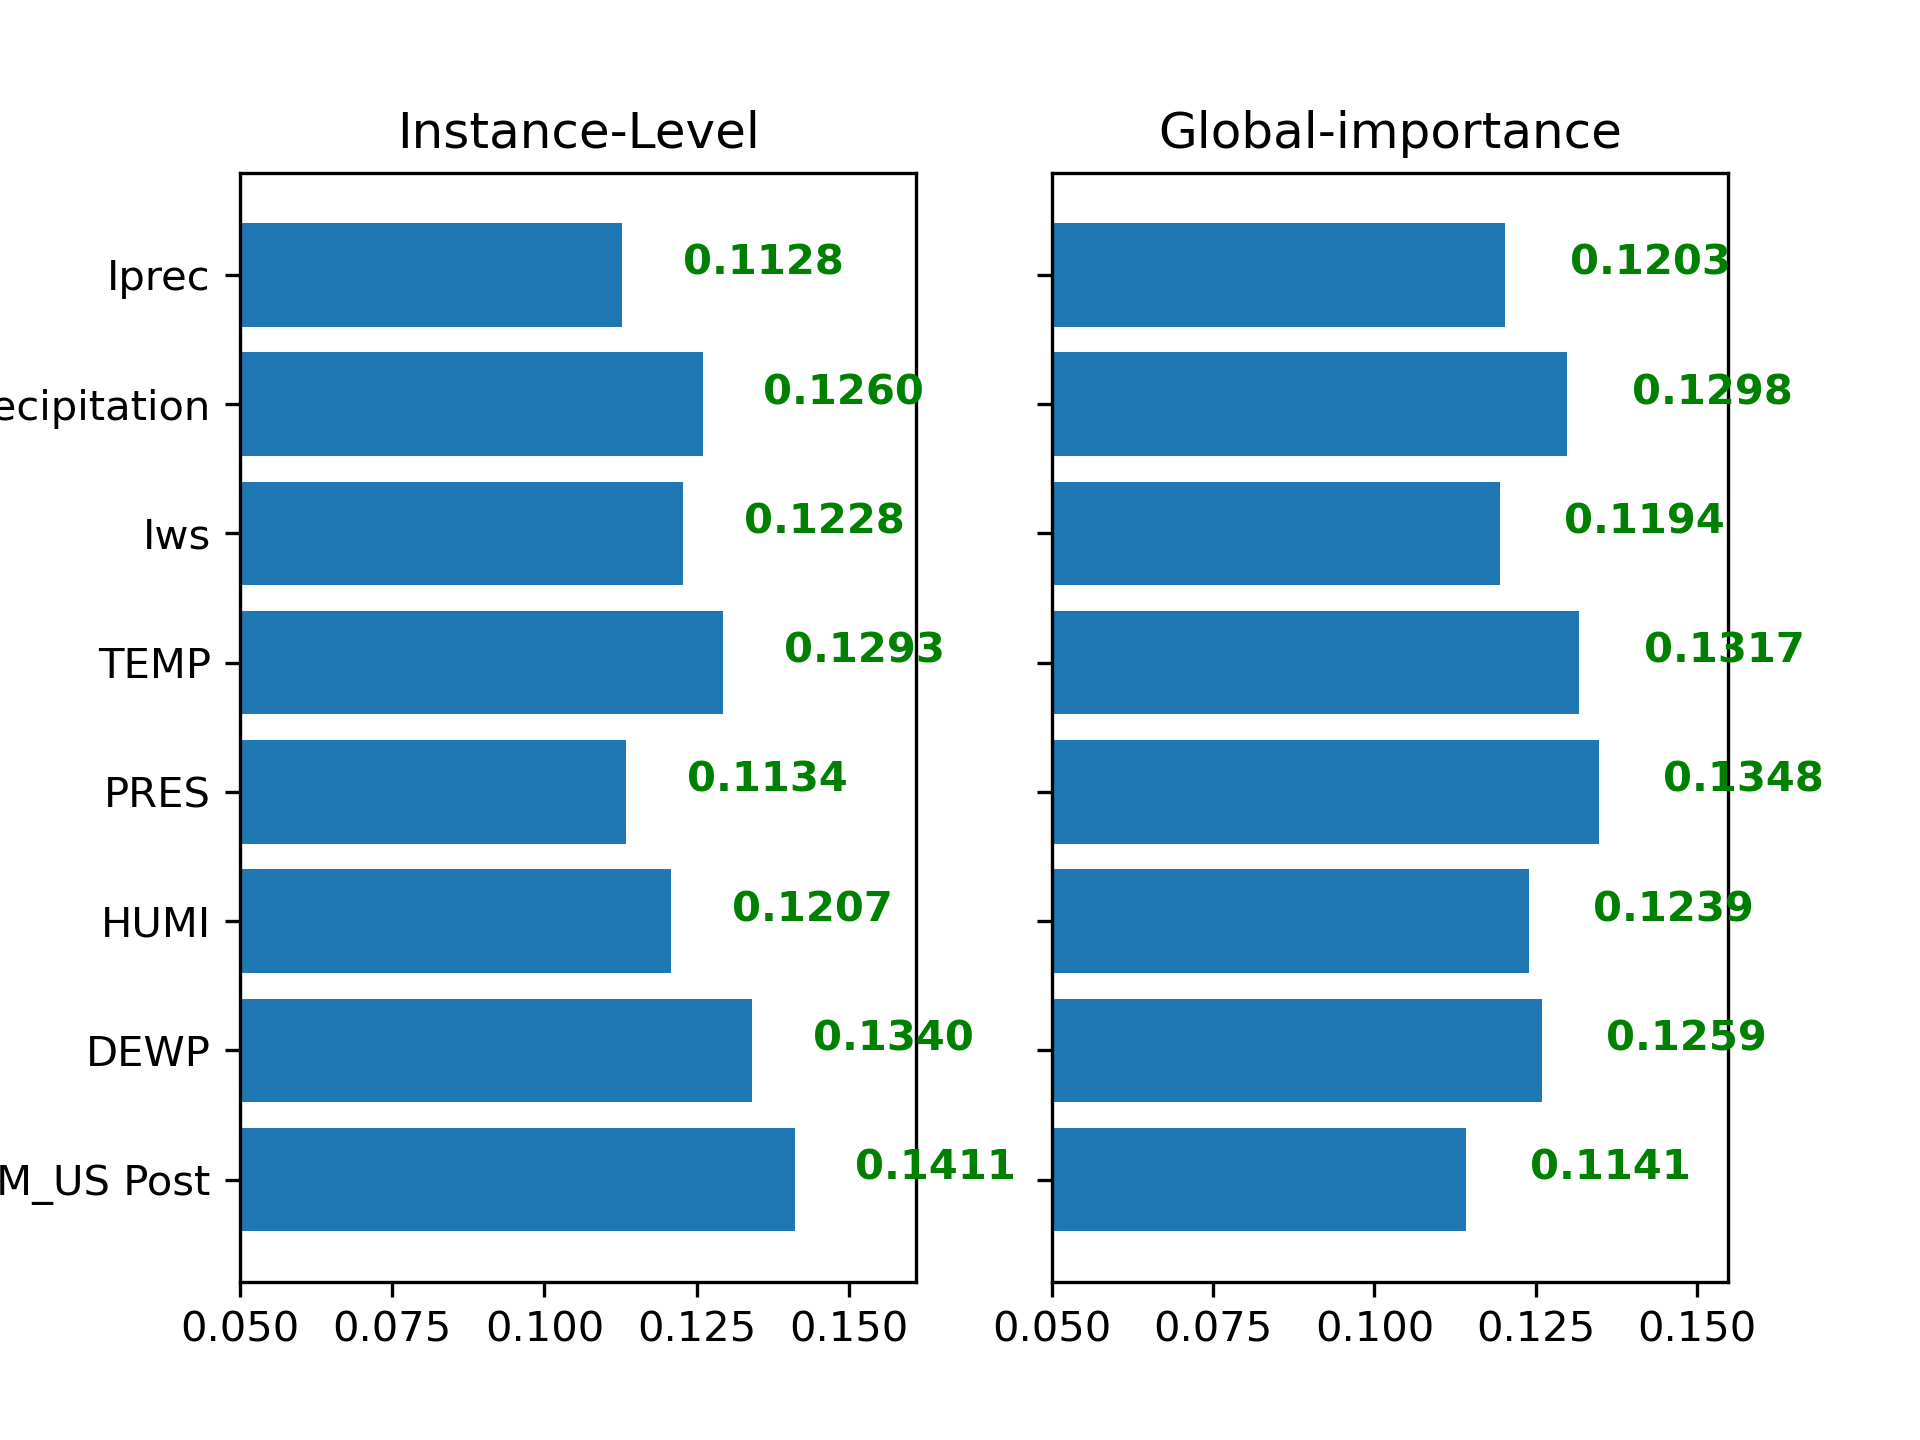 Instance-Level Global-importance
Iprec 0.1128 0.1203
ecipitation 0.1260 0.1298
Iws 0.1228 0.1194
TEMP 0.1293 0.1317
PRES 0.1134 0.1348
HUMI 0.1207 0.1239
DEWP 0.1340 0.1259
M_US Post 0.1411 0.1141
0.050 0.075 0.100 0.125 0.150 0.050 0.075 0.100 0.125 0.150